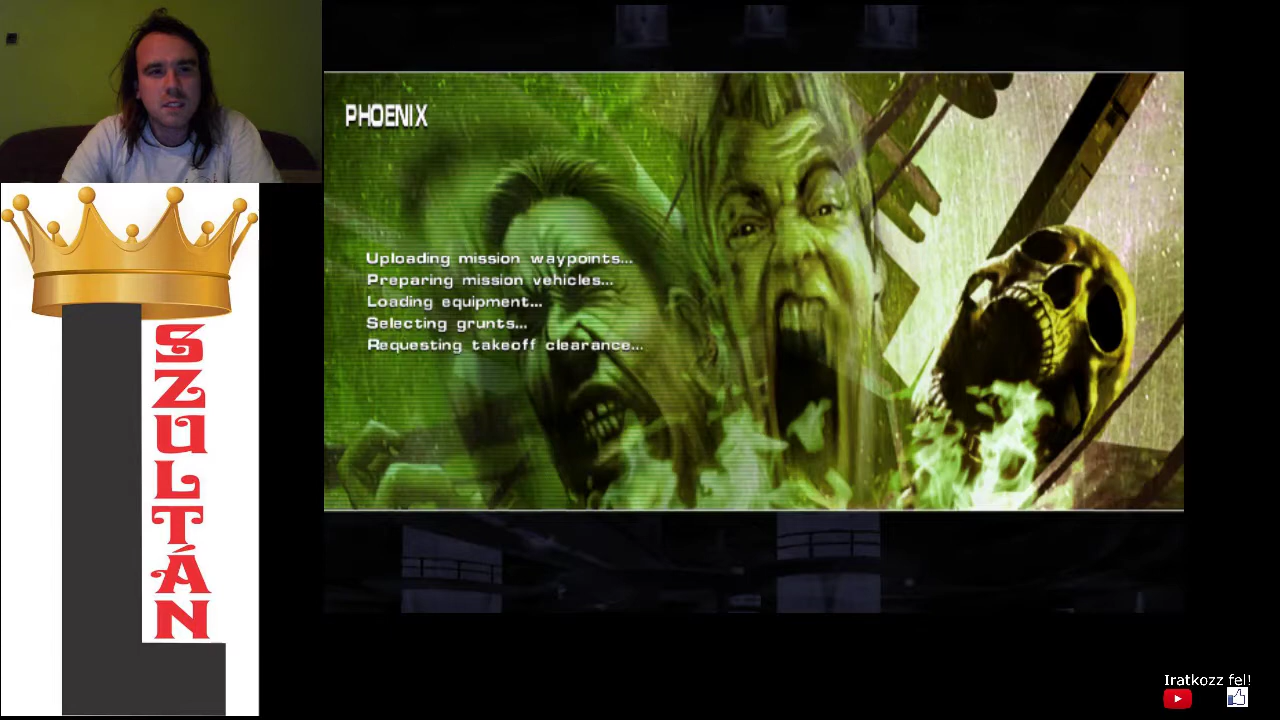 PHOENIX
Uploading mission waypoints...
Preparing mission vehicles...
Loading equipment...
Selecting grunts...
Requesting takeoff clearance...
L
SZULTÁN
Iratkozz fel!